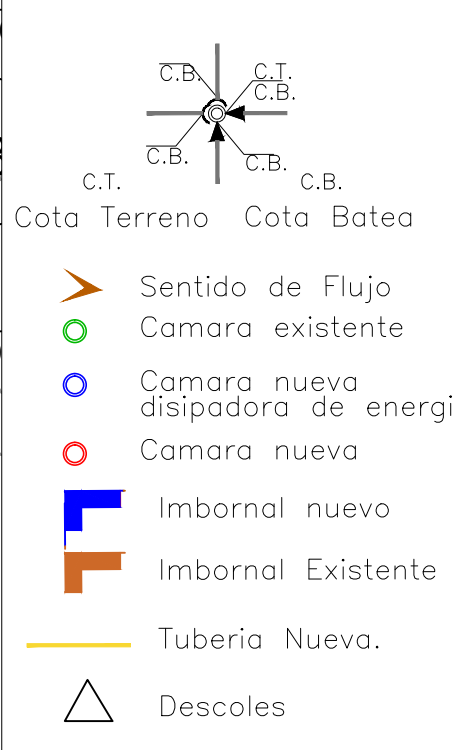 C.B. C.T.
C.B.
C.B. C.B.
C.T. C.B.
Cota Terreno Cota Batea
Sentido de Flujo
Camara existente
Camara nueva
disipadora de energi
Camara nueva
Imbornal nuevo
Imbornal Existente
Tuberia Nueva.
Descoles